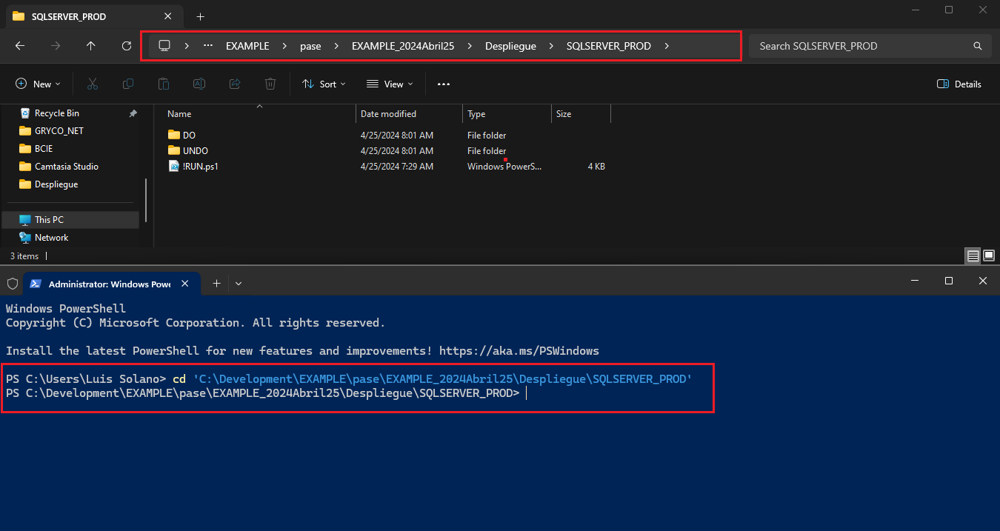 SQLSERVER_PROD
EXAMPLE pase EXAMPLE_2024Abril25 Despliegue SQLSERVER_PROD
Search SQLSERVER_PROD
New
Sort
View
Details
Recycle Bin
GRYCO_NET
BCIE
Camtasia Studio
Despliegue
This PC
Network
Name Date modified Type Size
DO 4/25/2024 8:01 AM File folder
UNDO 4/25/2024 8:01 AM File folder
!RUN.ps1 4/25/2024 7:29 AM Windows PowerS... 4 KB
3 items
Administrator: Windows Powe
Windows PowerShell
Copyright (C) Microsoft Corporation. All rights reserved.
Install the latest PowerShell for new features and improvements! https://aka.ms/PSWindows
PS C:\Users\Luis Solano> cd 'C:\Development\EXAMPLE\pase\EXAMPLE_2024Abril25\Despliegue\SQLSERVER_PROD'
PS C:\Development\EXAMPLE\pase\EXAMPLE_2024Abril25\Despliegue\SQLSERVER_PROD>